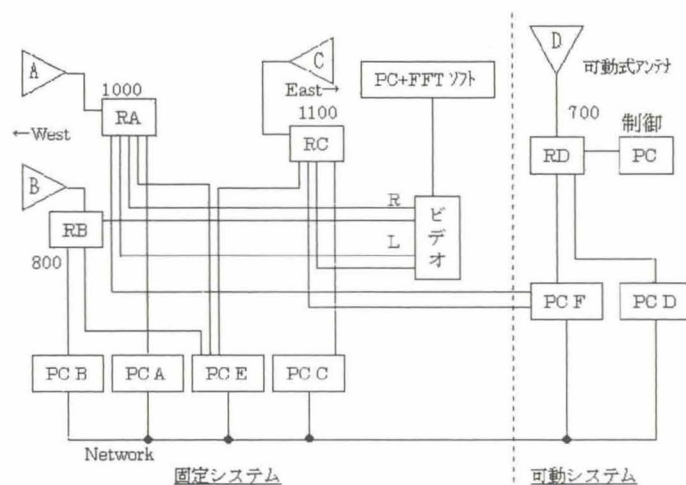 A
C
D
PC+FFT ソフト
可動式アンテナ
1000
East→
RA
1100
700
制御
←West
RC
RD
PC
B
R
ビデオ
RB
L
800
PC F
PC D
PC B
PC A
PC E
PC C
Network
固定システム
可動システム